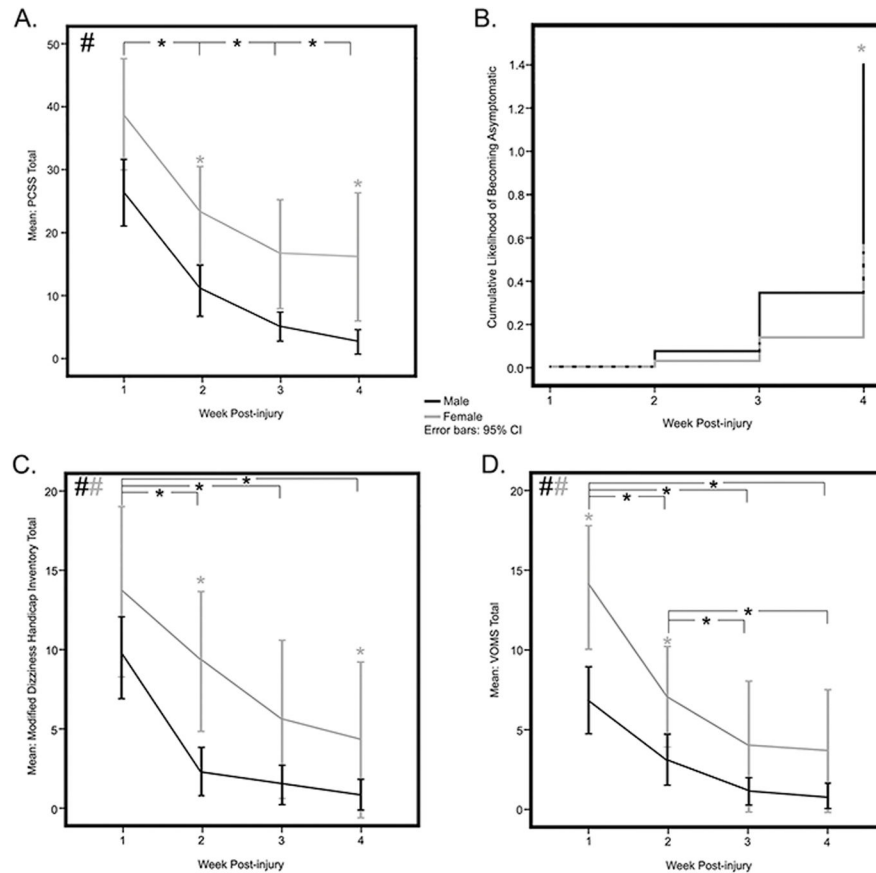 A.
#
* * *
50
40
30
20
10
0
* *
Mean: PCSS Total
1 2 3 4
Week Post-injury
B.
*
1.4
1.2
1.0
0.8
0.6
0.4
0.2
0.0
Cumulative Likelihood of Becoming Asymptomatic
1 2 3 4
Week Post-injury
Male
Female
Error bars: 95% CI
C.
##
*
*
*
20
15
10
5
0
* *
Mean: Modified Dizziness Handicap Inventory Total
1 2 3 4
Week Post-injury
D.
##
*
*
*
*
*
20
15
10
5
0
* *
Mean: VOMS Total
1 2 3 4
Week Post-injury